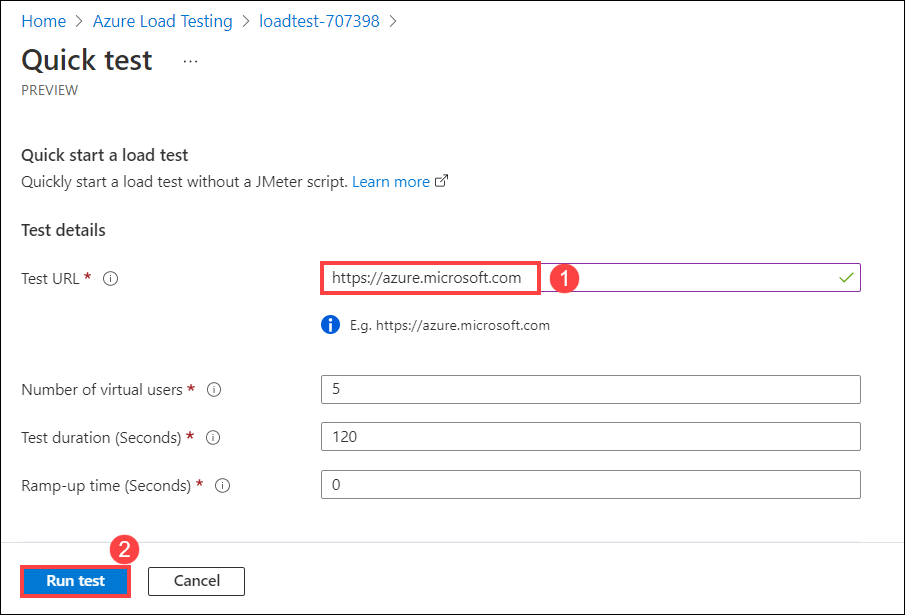 Home > Azure Load Testing > loadtest-707398 >
Quick test ...
PREVIEW
Quick start a load test
Quickly start a load test without a JMeter script. Learn more
Test details
Test URL * https://azure.microsoft.com 1
E.g. https://azure.microsoft.com
Number of virtual users * 5
Test duration (Seconds) * 120
Ramp-up time (Seconds) * 0
2
Run test Cancel